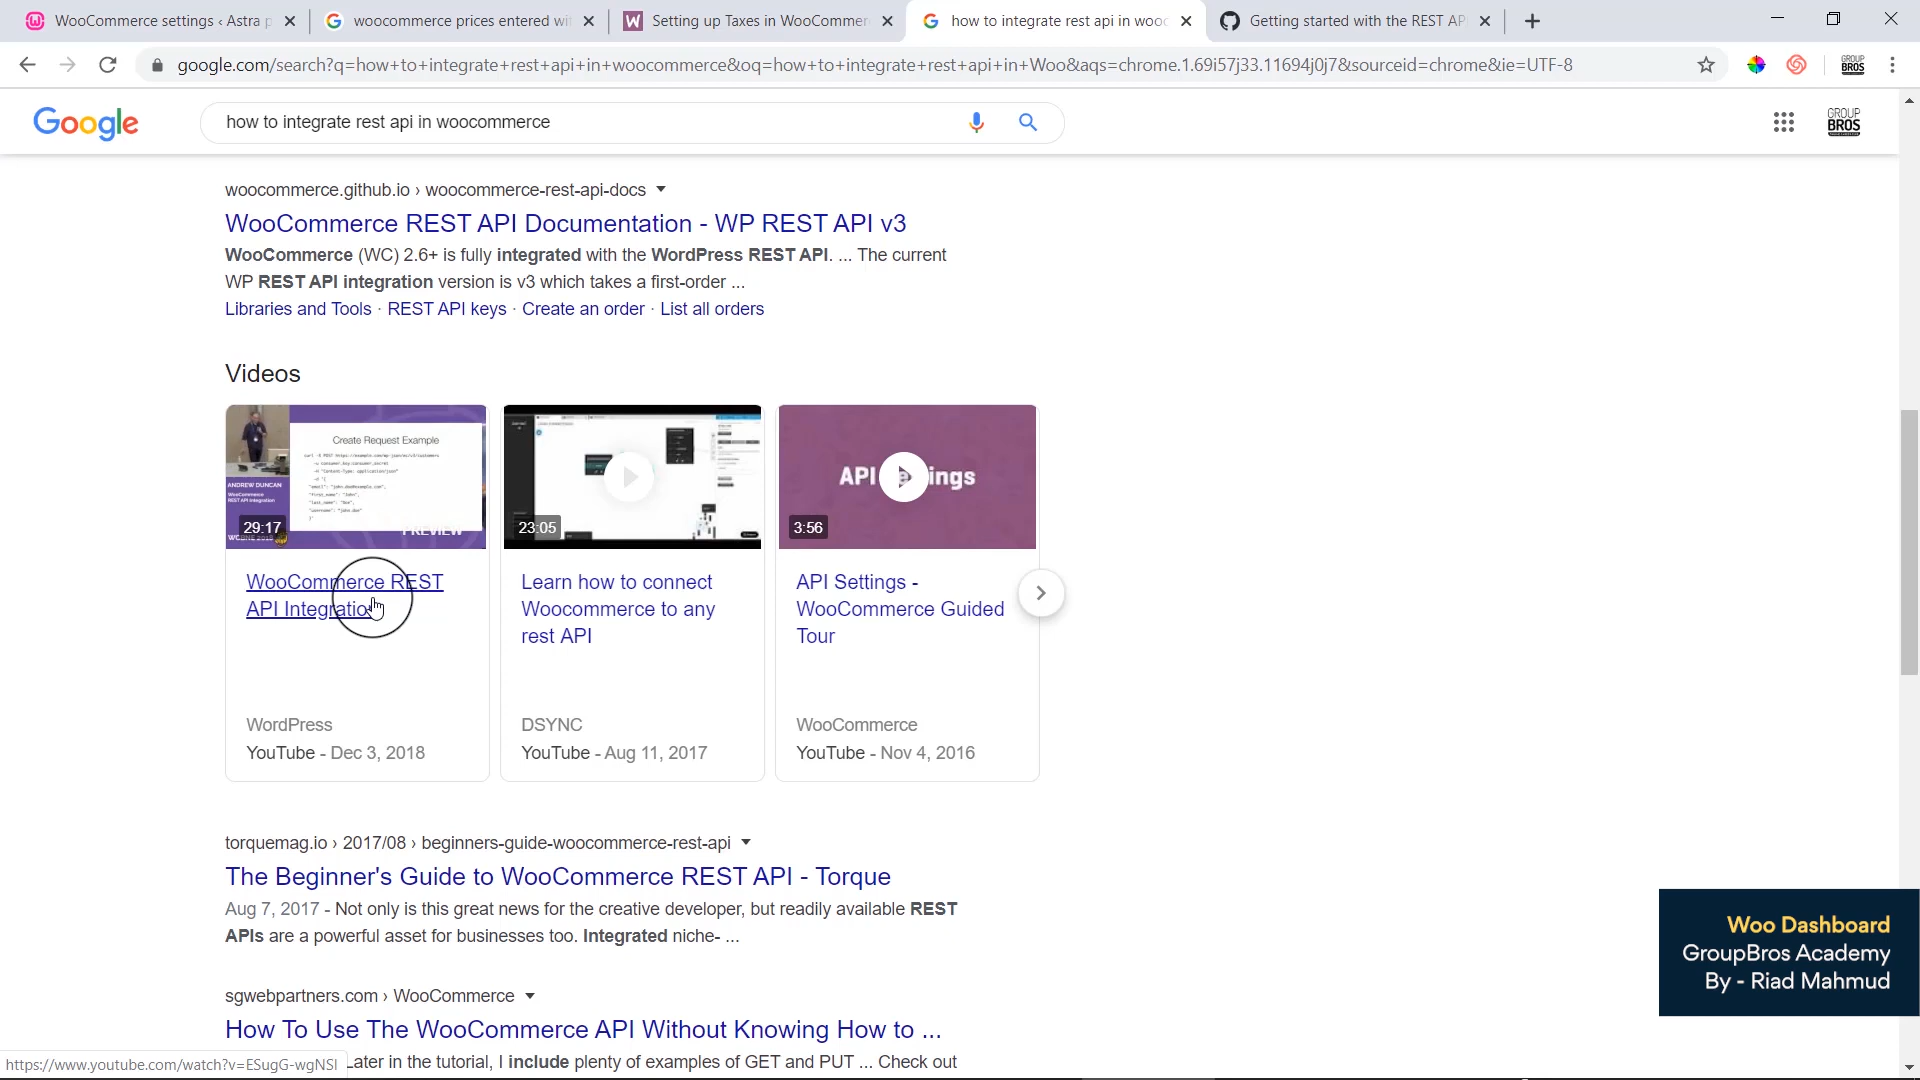 WooCommerce settings ‹ Astra p
woocommerce prices entered wit
Setting up Taxes in WooCommer
how to integrate rest api in wooc
Getting started with the REST AP
google.com/search?q=how+to+integrate+rest+api+in+woocommerce&oq=how+to+integrate+rest+api+in+Woo&aqs=chrome.1.69i57j33.11694j0j7&sourceid=chrome&ie=UTF-8
GROUP
BROS
Google
how to integrate rest api in woocommerce
GROUP
BROS
woocommerce.github.io › woocommerce-rest-api-docs
WooCommerce REST API Documentation - WP REST API v3
WooCommerce (WC) 2.6+ is fully integrated with the WordPress REST API. ... The current
WP REST API integration version is v3 which takes a first-order ...
Libraries and Tools · REST API keys · Create an order · List all orders
Videos
Create Request Example
ANDREW DUNCAN
WooCommerce
REST API Integration
29:17
PREVIEW
23:05
API
ings
3:56
WooCommerce REST
API Integration
Learn how to connect
Woocommerce to any
rest API
API Settings -
WooCommerce Guided
Tour
WordPress
YouTube - Dec 3, 2018
DSYNC
YouTube - Aug 11, 2017
WooCommerce
YouTube - Nov 4, 2016
torquemag.io › 2017/08 › beginners-guide-woocommerce-rest-api
The Beginner's Guide to WooCommerce REST API - Torque
Aug 7, 2017 - Not only is this great news for the creative developer, but readily available REST
APIs are a powerful asset for businesses too. Integrated niche- ...
sgwebpartners.com › WooCommerce
How To Use The WooCommerce API Without Knowing How to ...
Later in the tutorial, I include plenty of examples of GET and PUT ... Check out
https://www.youtube.com/watch?v=ESugG-wgNSI
Woo Dashboard
GroupBros Academy
By - Riad Mahmud